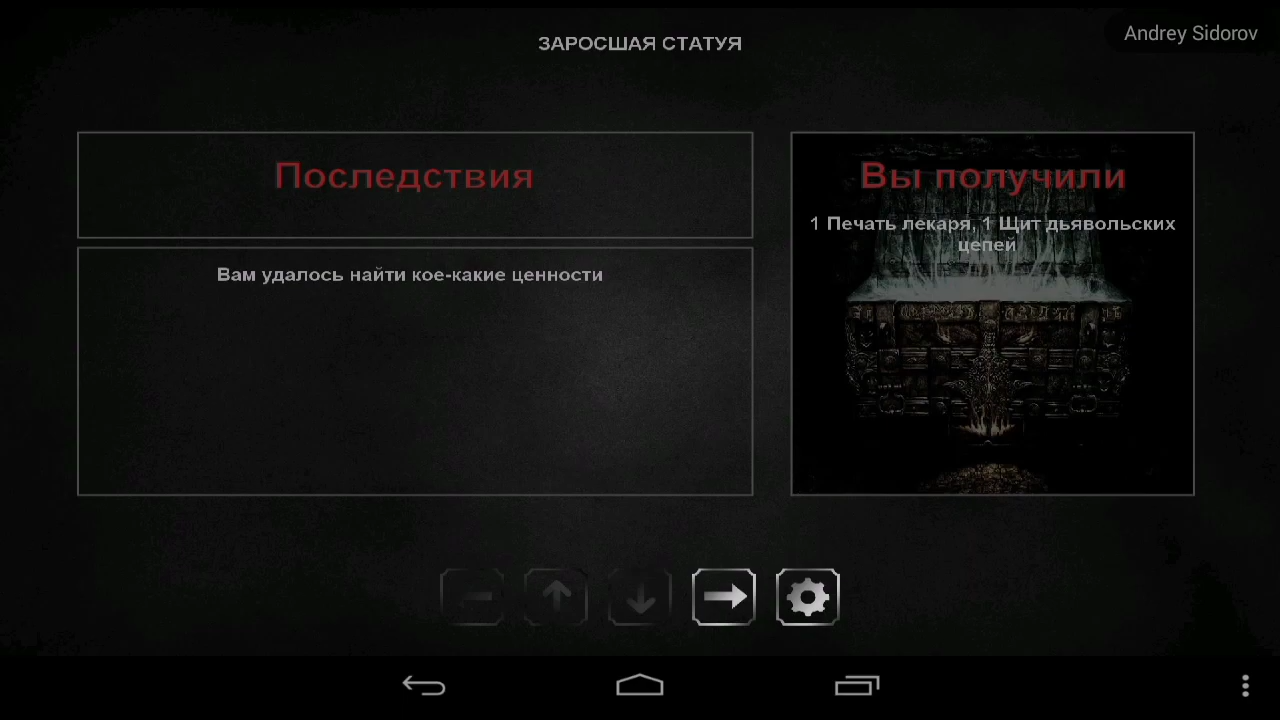 Andrey Sidorov
ЗАРОСШАЯ СТАТУЯ
Последствия
Вам удалось найти кое-какие ценности
Вы получили
1 Печать лекаря, 1 Щит дьявольских
цепей